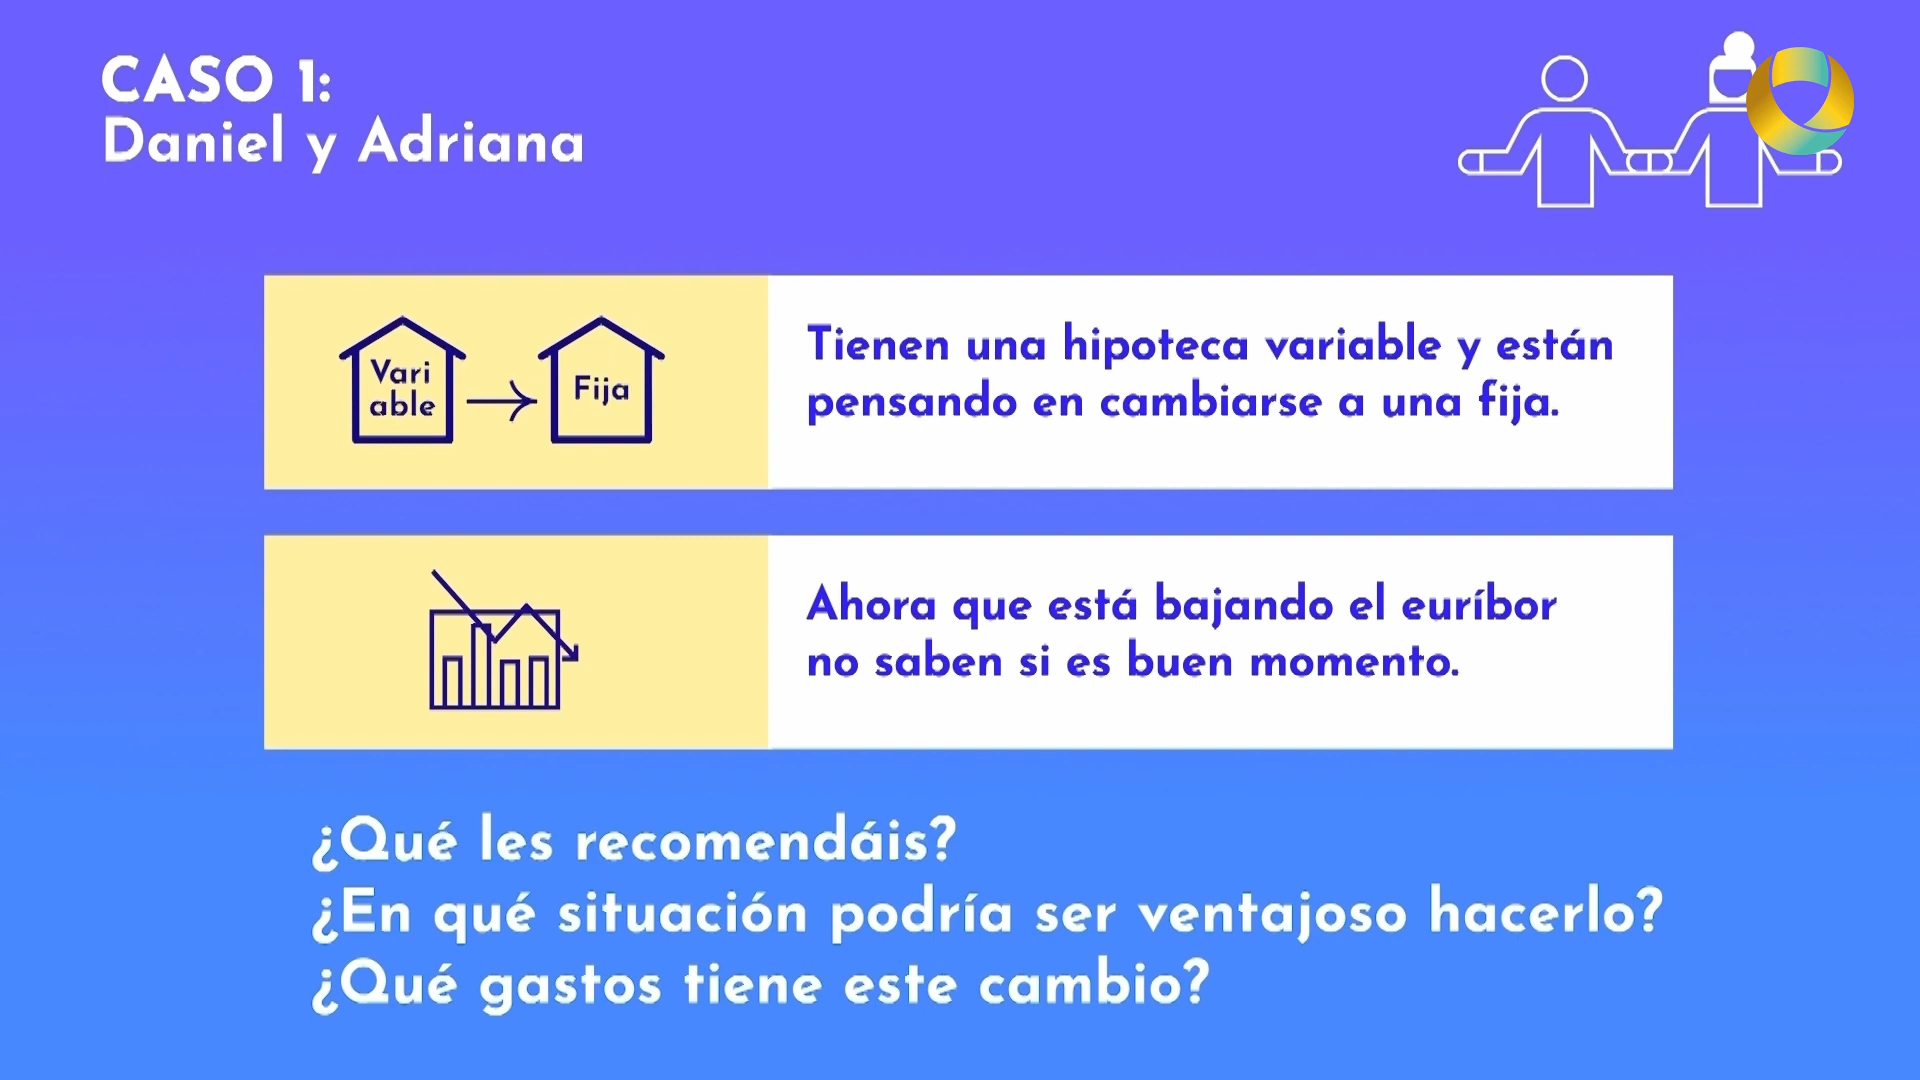 CASO 1:
Daniel y Adriana
Vari
able
Fija
Tienen una hipoteca variable y están
pensando en cambiarse a una fija.
Ahora que está bajando el euríbor
no saben si es buen momento.
¿Qué les recomendáis?
¿En qué situación podría ser ventajoso hacerlo?
¿Qué gastos tiene este cambio?